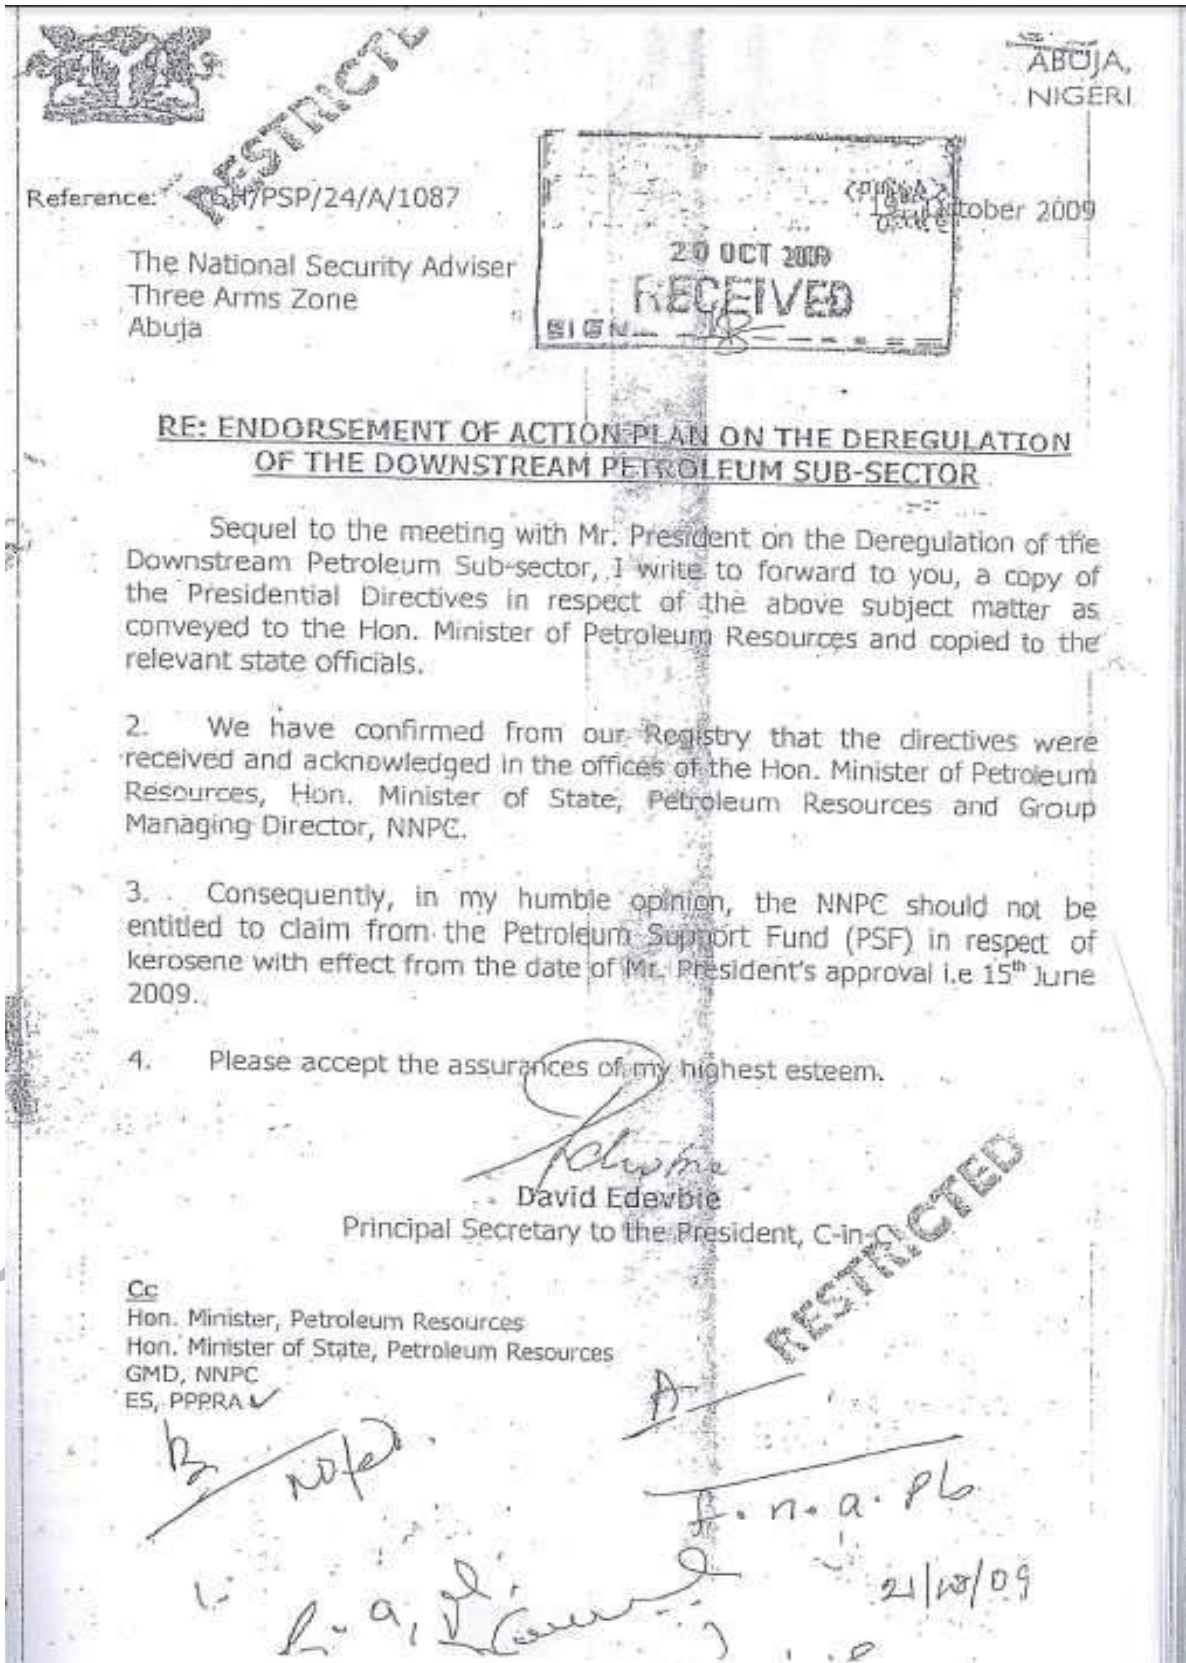 RESTRICTE
ABUJA,
NIGERI
Reference: SH/PSP/24/A/1087
19 October 2009
20 OCT 2009
RECEIVED
SIGN
The National Security Adviser
Three Arms Zone
Abuja
RE: ENDORSEMENT OF ACTION PLAN ON THE DEREGULATION
OF THE DOWNSTREAM PETROLEUM SUB-SECTOR
Sequel to the meeting with Mr. President on the Deregulation of the
Downstream Petroleum Sub-sector, I write to forward to you, a copy of
the Presidential Directives in respect of the above subject matter as
conveyed to the Hon. Minister of Petroleum Resources and copied to the
relevant state officials.
2. We have confirmed from our Registry that the directives were
received and acknowledged in the offices of the Hon. Minister of Petroleum
Resources, Hon. Minister of State, Petroleum Resources and Group
Managing Director, NNPC.
3. Consequently, in my humble opinion, the NNPC should not be
entitled to claim from the Petroleum Support Fund (PSF) in respect of
kerosene with effect from the date of Mr. President's approval i.e 15th June
2009.
4. Please accept the assurances of my highest esteem.
David Edevbie
Principal Secretary to the President, C-in-C
RESTRICTED
Cc
Hon. Minister, Petroleum Resources
Hon. Minister of State, Petroleum Resources
GMD, NNPC
ES, PPPRA ✓
A
B
Noted
F.n.a. Pls
21/10/09